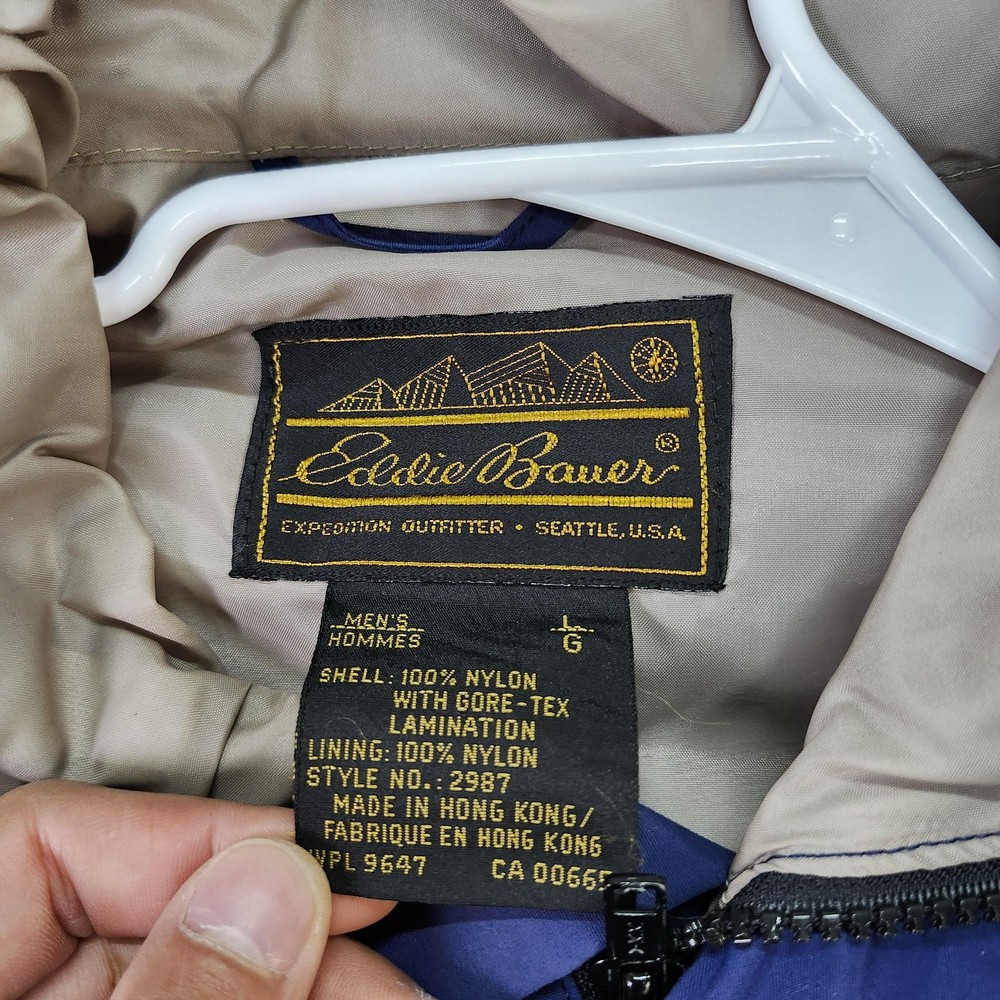 Eddie Bauer®
EXPEDITION OUTFITTER • SEATTLE, U.S.A.
MEN'S L
HOMMES G
SHELL: 100% NYLON
WITH GORE-TEX
LAMINATION
LINING: 100% NYLON
STYLE NO.: 2987
MADE IN HONG KONG/
FABRIQUE EN HONG KONG
WPL 9647 CA 00665